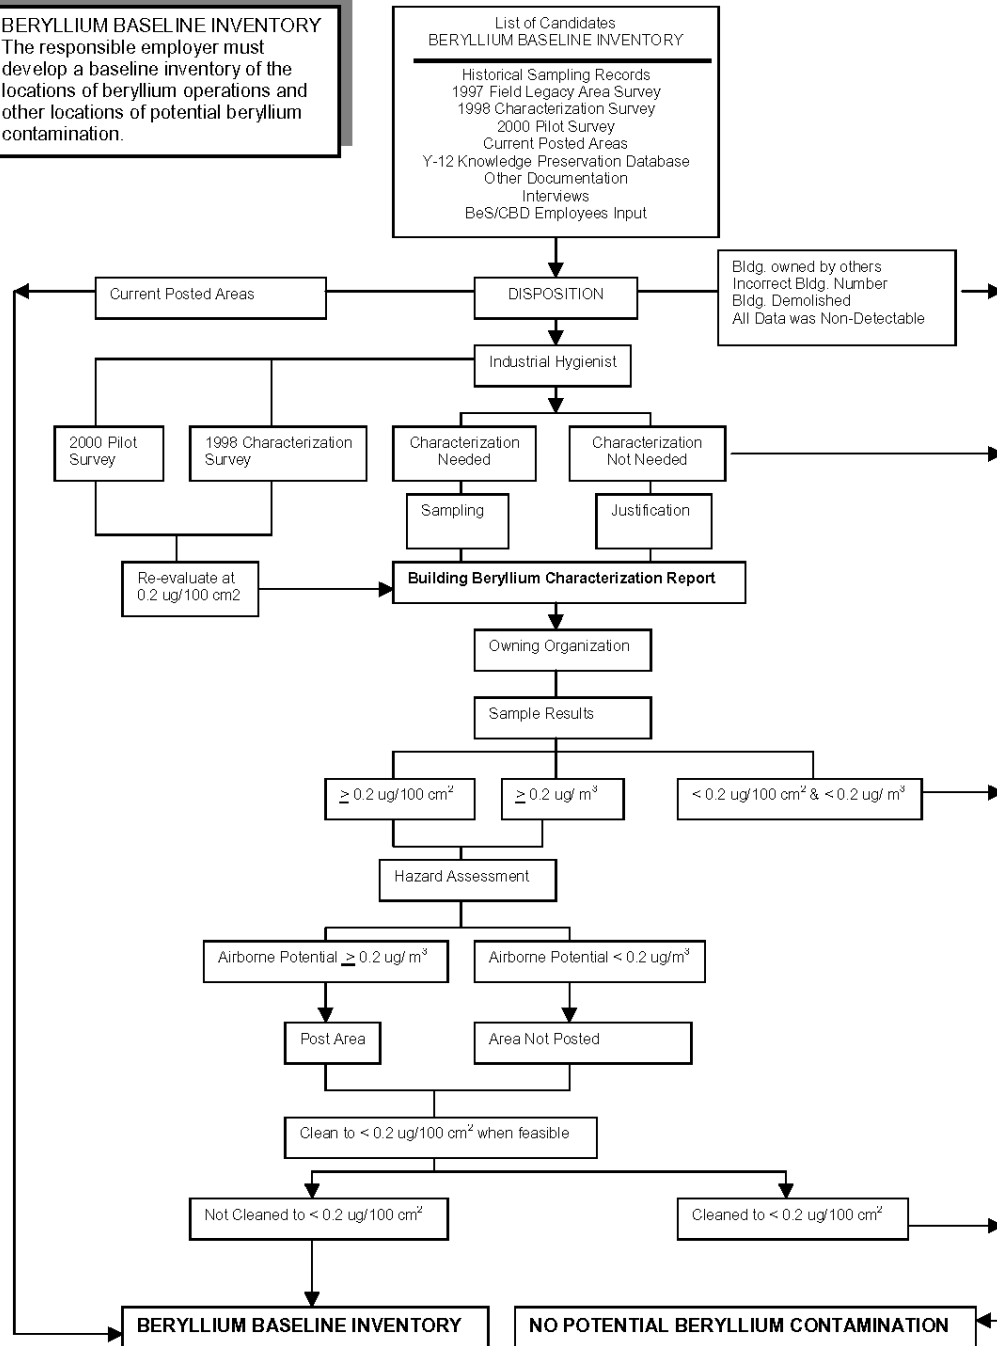 BERYLLIUM BASELINE INVENTORY
The responsible employer must
develop a baseline inventory of the
locations of beryllium operations and
other locations of potential beryllium
contamination.
List of Candidates
BERYLLIUM BASELINE INVENTORY
Historical Sampling Records
1997 Field Legacy Area Survey
1998 Characterization Survey
2000 Pilot Survey
Current Posted Areas
Y-12 Knowledge Preservation Database
Other Documentation
Interviews
BeS/CBD Employees Input
Current Posted Areas
DISPOSITION
Bldg. owned by others
Incorrect Bldg. Number
Bldg. Demolished
All Data was Non-Detectable
Industrial Hygienist
2000 Pilot
Survey
1998 Characterization
Survey
Characterization
Needed
Characterization
Not Needed
Sampling
Justification
Re-evaluate at
0.2 ug/100 cm2
Building Beryllium Characterization Report
Owning Organization
Sample Results
≥ 0.2 ug/100 cm²
≥ 0.2 ug/ m³
< 0.2 ug/100 cm² & < 0.2 ug/ m³
Hazard Assessment
Airborne Potential ≥ 0.2 ug/ m³
Airborne Potential < 0.2 ug/m³
Post Area
Area Not Posted
Clean to < 0.2 ug/100 cm² when feasible
Not Cleaned to < 0.2 ug/100 cm²
Cleaned to < 0.2 ug/100 cm²
BERYLLIUM BASELINE INVENTORY
NO POTENTIAL BERYLLIUM CONTAMINATION